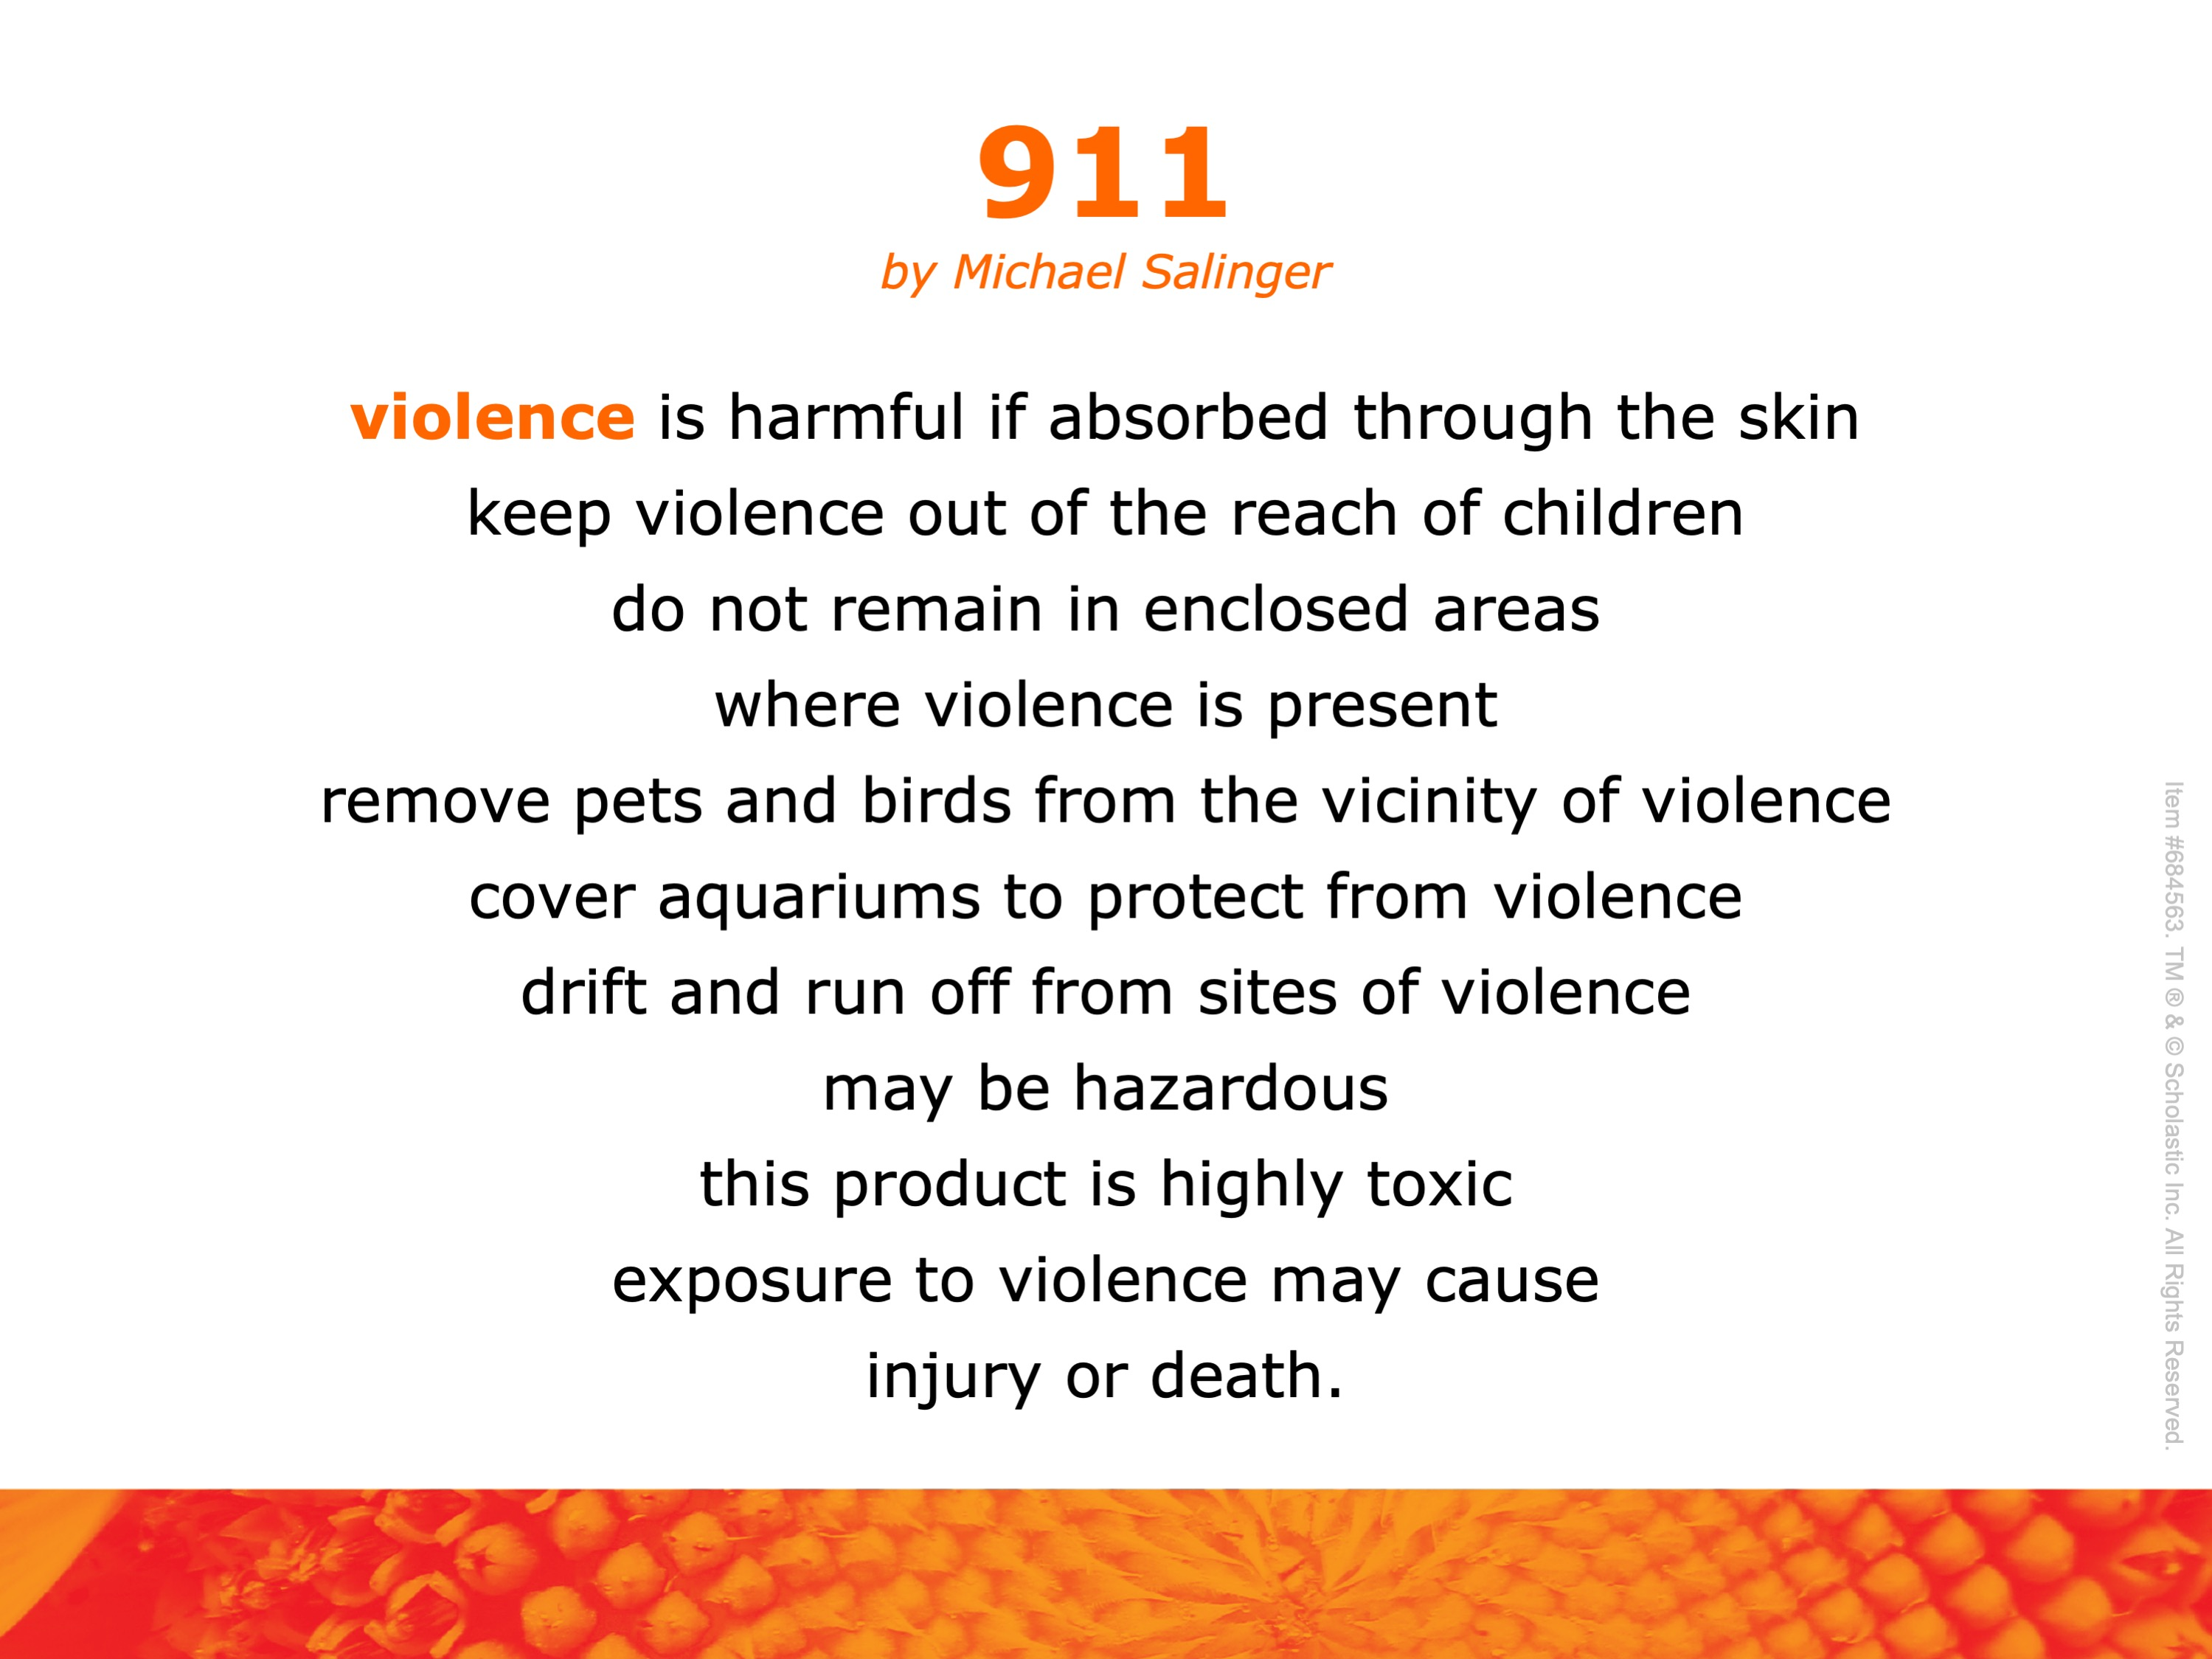 911
by Michael Salinger
violence is harmful if absorbed through the skin
keep violence out of the reach of children
do not remain in enclosed areas
where violence is present
remove pets and birds from the vicinity of violence
cover aquariums to protect from violence
drift and run off from sites of violence
may be hazardous
this product is highly toxic
exposure to violence may cause
injury or death.
Item #684563. TM ® & © Scholastic Inc. All Rights Reserved.